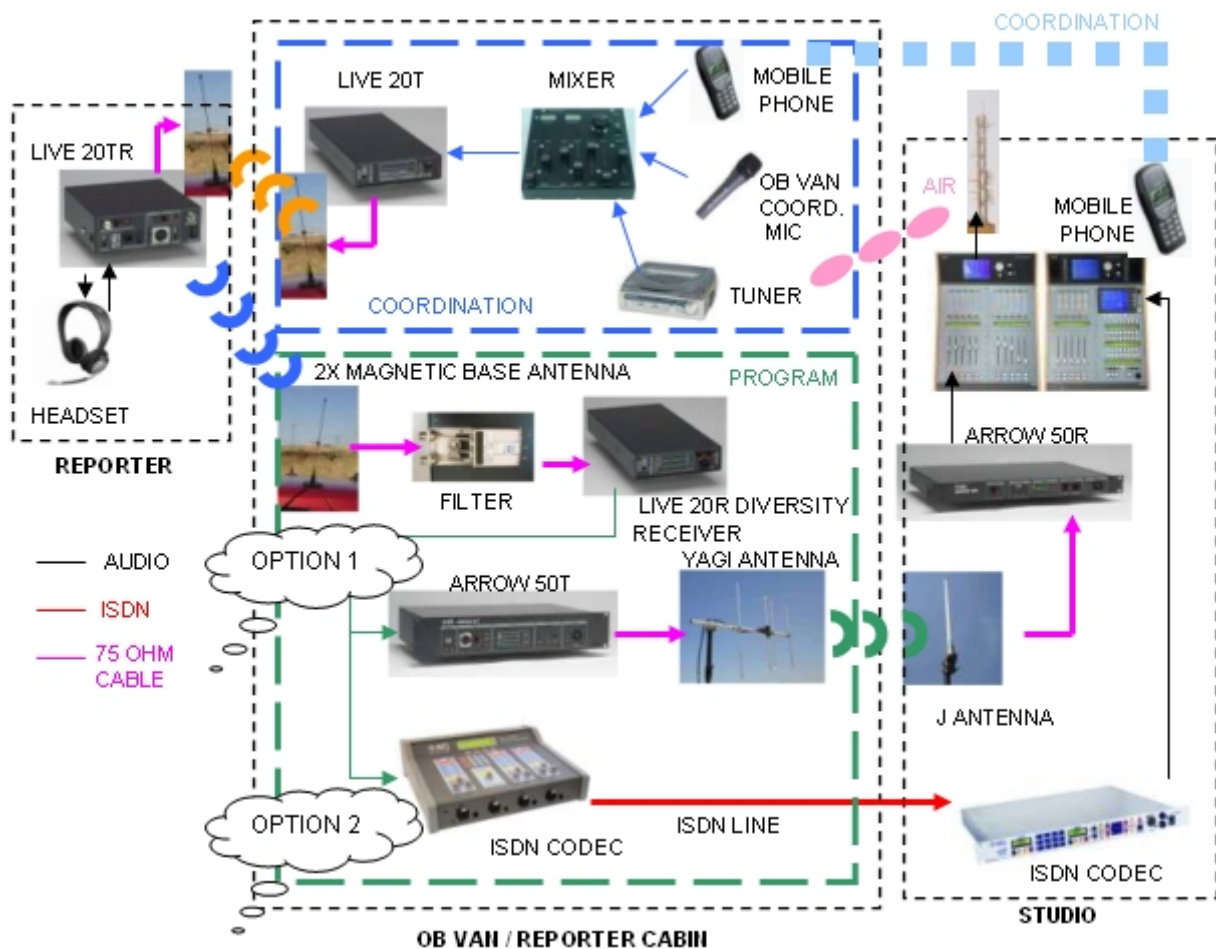 COORDINATION
LIVE 20T
MIXER
MOBILE
PHONE
LIVE 20TR
OB VAN
COORD.
MIC
AIR
MOBILE
PHONE
TUNER
COORDINATION
HEADSET
REPORTER
2X MAGNETIC BASE ANTENNA
PROGRAM
FILTER
LIVE 20R DIVERSITY
RECEIVER
ARROW 50R
AUDIO
ISDN
75 OHM
CABLE
OPTION 1
ARROW 50T
YAGI ANTENNA
J ANTENNA
OPTION 2
ISDN CODEC
ISDN LINE
ISDN CODEC
STUDIO
OB VAN / REPORTER CABIN